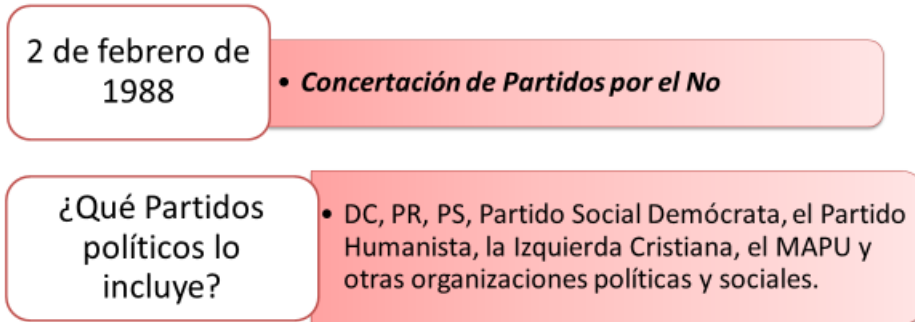 2 de febrero de
1988
• Concertación de Partidos por el No
¿Qué Partidos
políticos lo
incluye?
• DC, PR, PS, Partido Social Demócrata, el Partido
Humanista, la Izquierda Cristiana, el MAPU y
otras organizaciones políticas y sociales.